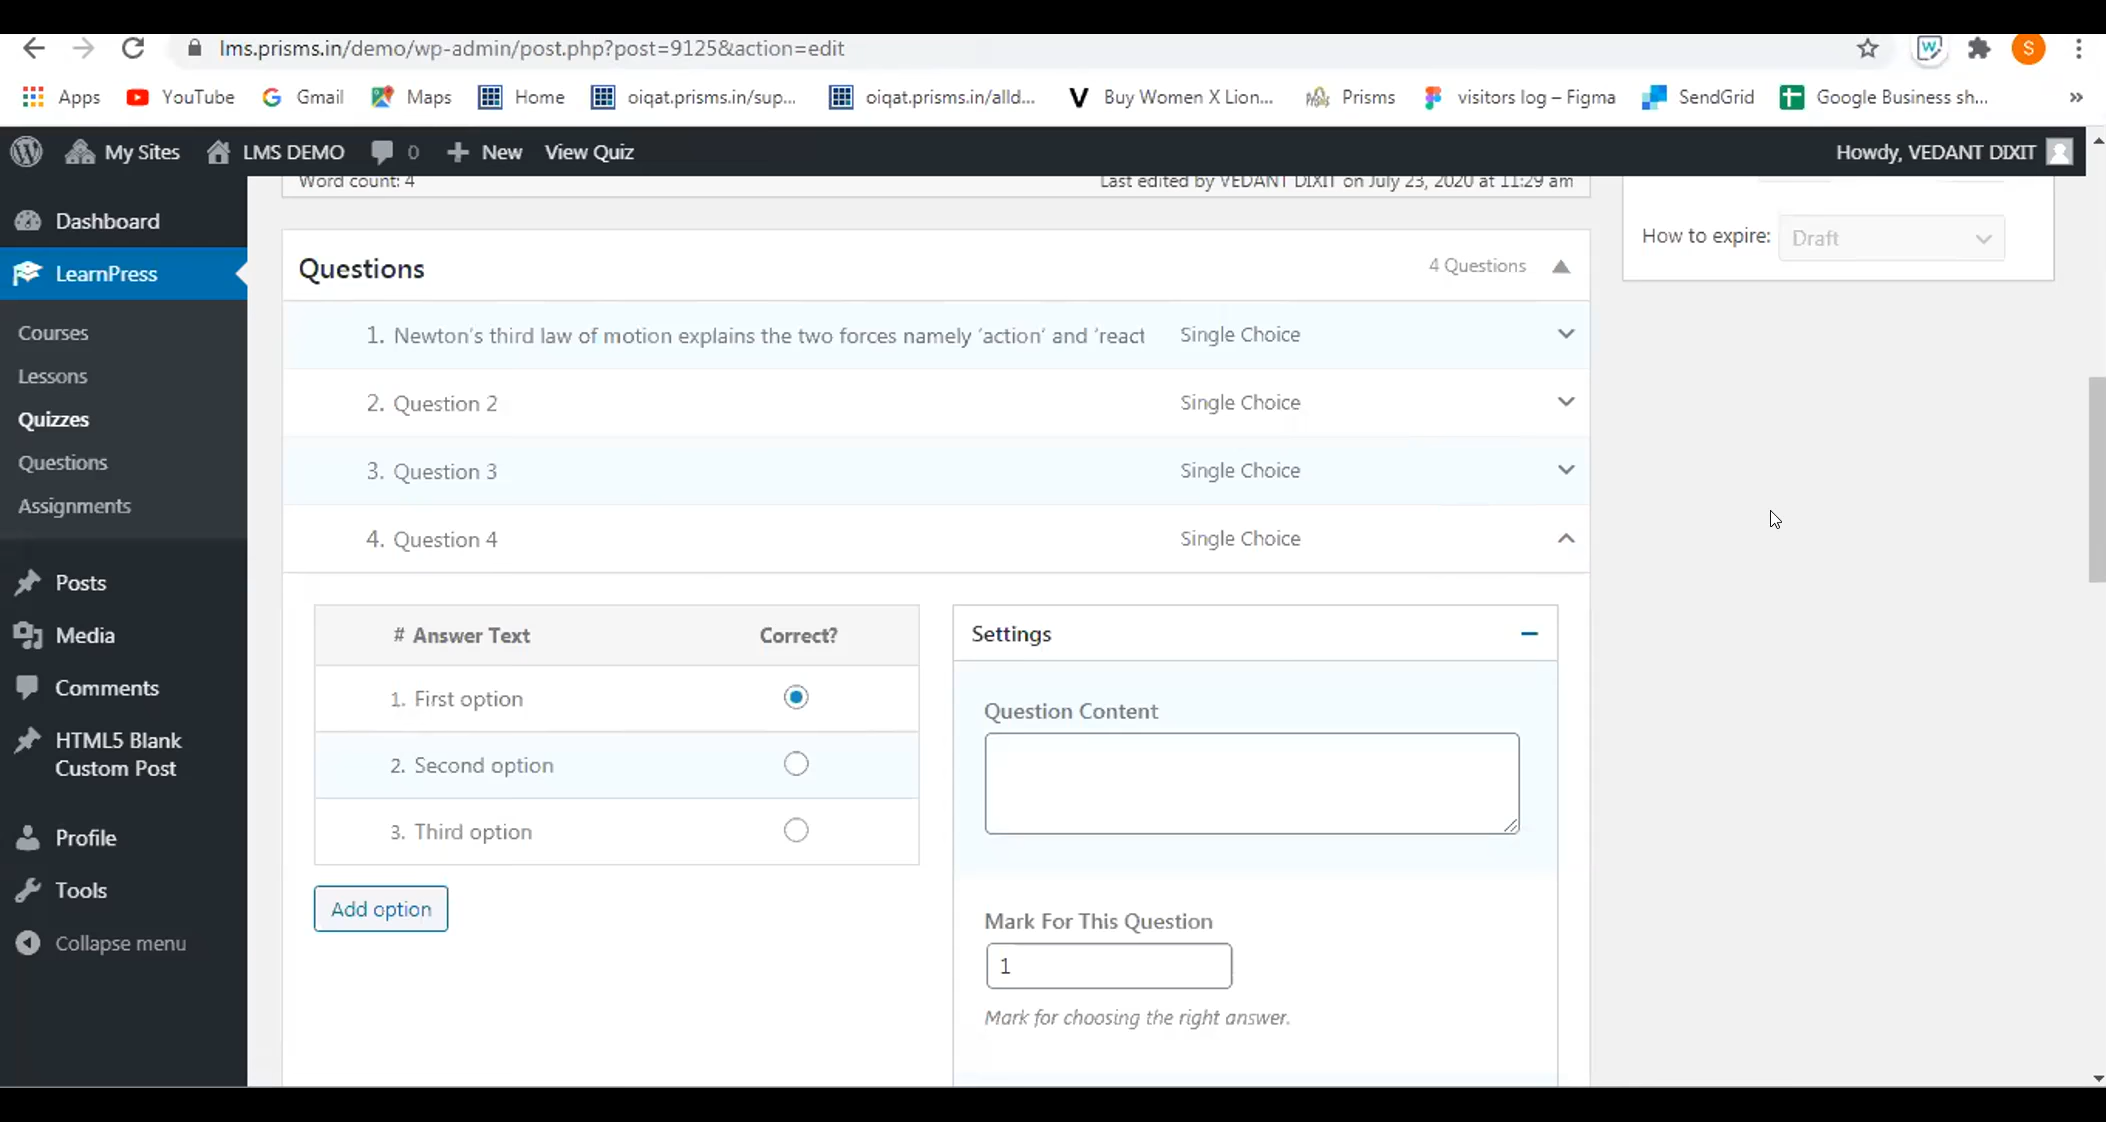 lms.prisms.in/demo/wp-admin/post.php?post=9125&action=edit
S
Apps YouTube Gmail Maps Home oiqat.prisms.in/sup... oiqat.prisms.in/alld... Buy Women X Lion... Prisms visitors log – Figma SendGrid Google Business sh... »
My Sites LMS DEMO 0 + New View Quiz Howdy, VEDANT DIXIT
Word count: 4 Last edited by VEDANT DIXIT on July 23, 2020 at 11:29 am
Dashboard
LearnPress
Courses
Lessons
Quizzes
Questions
Assignments
Posts
Media
Comments
HTML5 Blank
Custom Post
Profile
Tools
Collapse menu
How to expire: Draft
Questions 4 Questions
1. Newton's third law of motion explains the two forces namely ‘action’ and ‘react Single Choice
2. Question 2 Single Choice
3. Question 3 Single Choice
4. Question 4 Single Choice
# Answer Text Correct?
1. First option
2. Second option
3. Third option
Add option
Settings
Question Content
Mark For This Question
1
Mark for choosing the right answer.